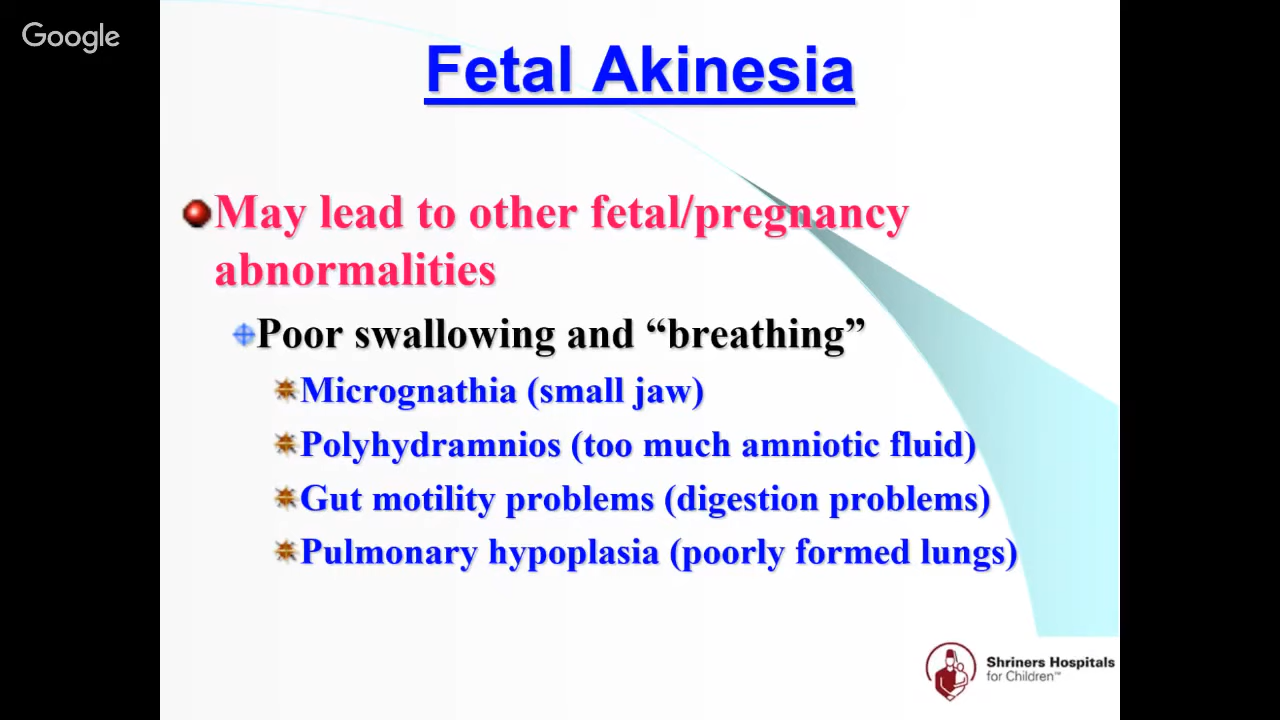 Google
Fetal Akinesia
May lead to other fetal/pregnancy
abnormalities
Poor swallowing and “breathing”
Micrognathia (small jaw)
Polyhydramnios (too much amniotic fluid)
Gut motility problems (digestion problems)
Pulmonary hypoplasia (poorly formed lungs)
Shriners Hospitals
for Children™